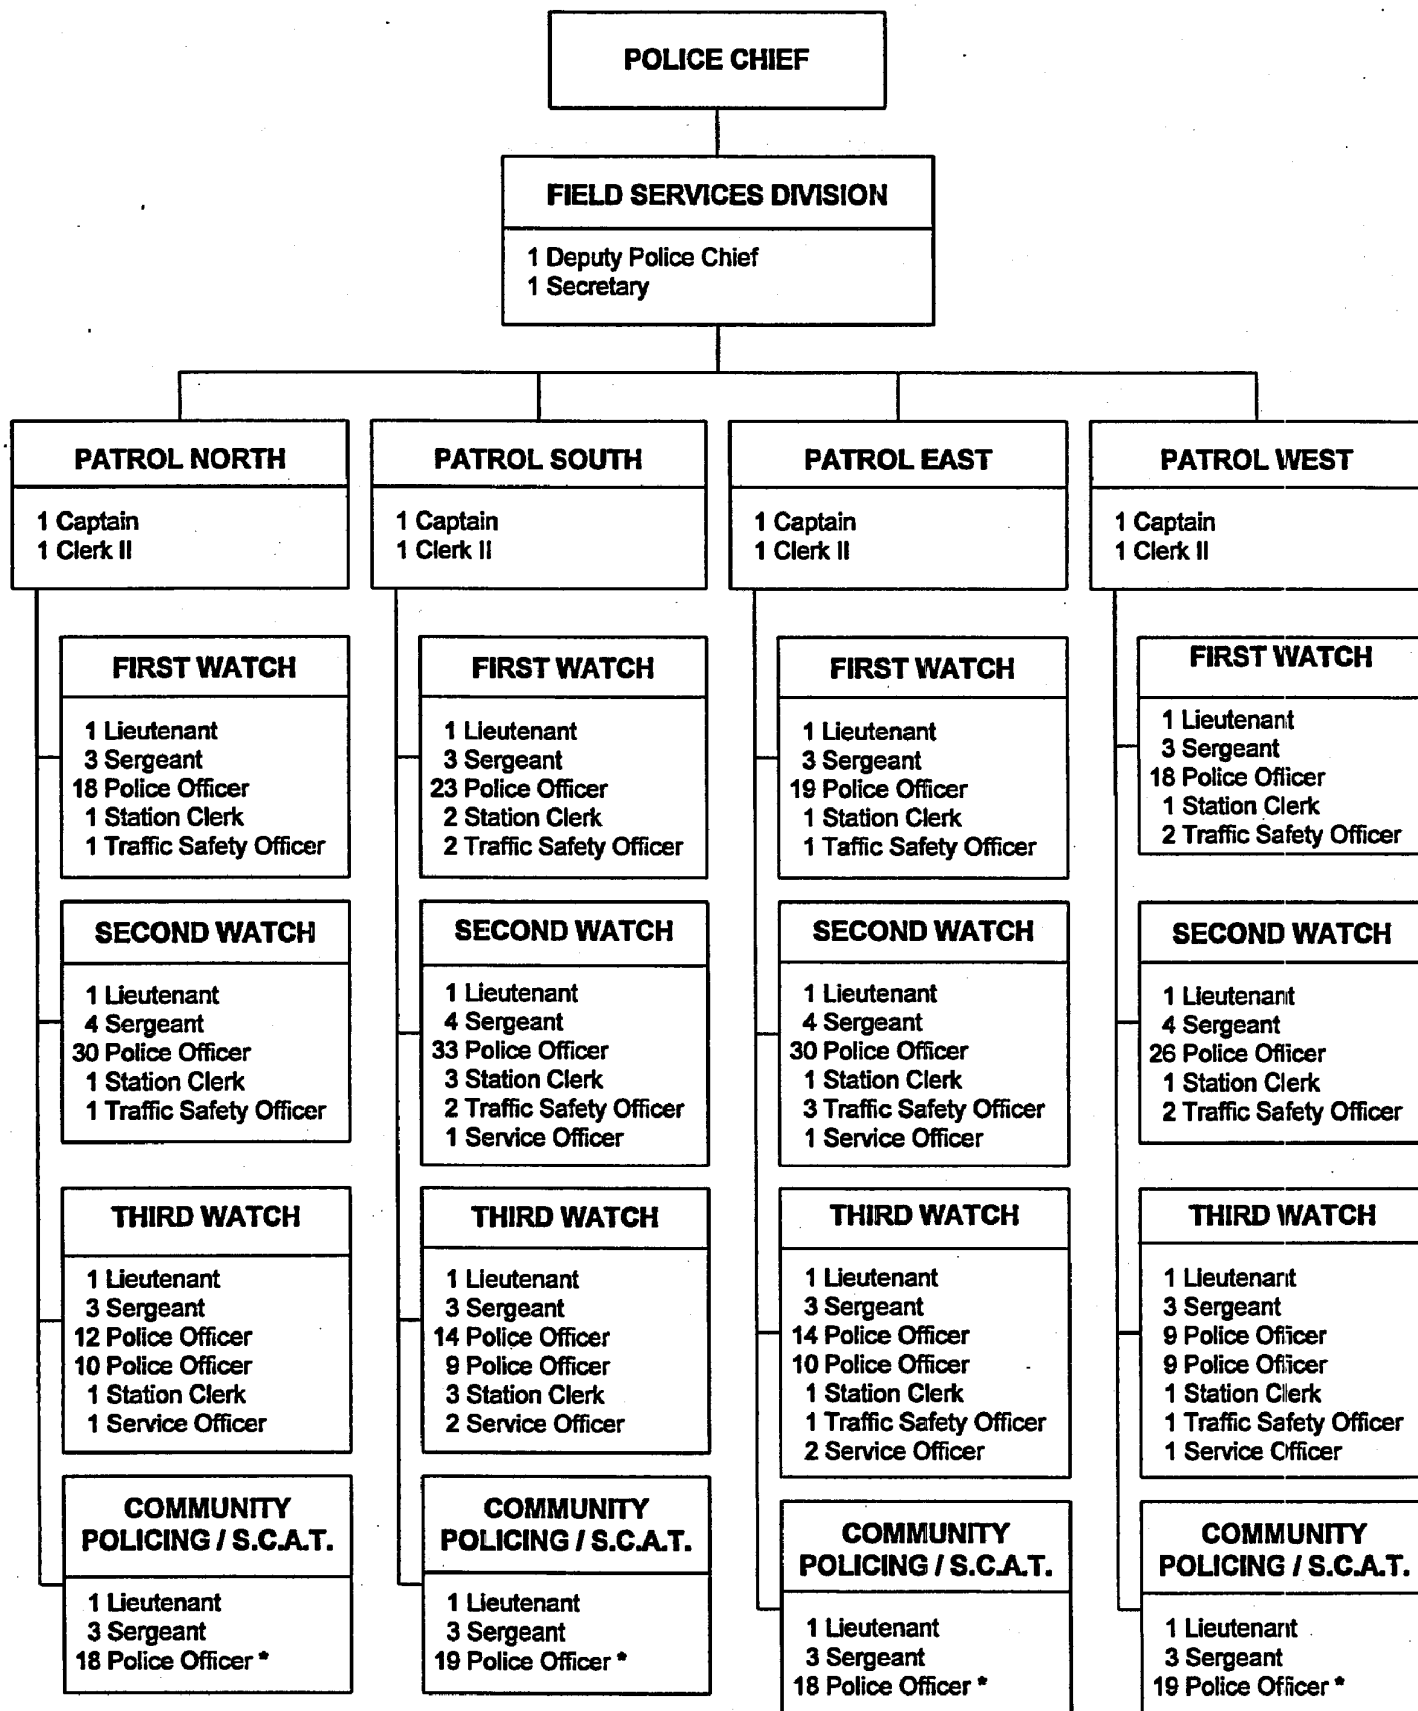 POLICE CHIEF
FIELD SERVICES DIVISION
1 Deputy Police Chief
1 Secretary
PATROL NORTH
1 Captain
1 Clerk II
FIRST WATCH
1 Lieutenant
3 Sergeant
18 Police Officer
1 Station Clerk
1 Traffic Safety Officer
SECOND WATCH
1 Lieutenant
4 Sergeant
30 Police Officer
1 Station Clerk
1 Traffic Safety Officer
THIRD WATCH
1 Lieutenant
3 Sergeant
12 Police Officer
10 Police Officer
1 Station Clerk
1 Service Officer
COMMUNITY
POLICING / S.C.A.T.
1 Lieutenant
3 Sergeant
18 Police Officer *
PATROL SOUTH
1 Captain
1 Clerk II
FIRST WATCH
1 Lieutenant
3 Sergeant
23 Police Officer
2 Station Clerk
2 Traffic Safety Officer
SECOND WATCH
1 Lieutenant
4 Sergeant
33 Police Officer
3 Station Clerk
2 Traffic Safety Officer
1 Service Officer
THIRD WATCH
1 Lieutenant
3 Sergeant
14 Police Officer
9 Police Officer
3 Station Clerk
2 Service Officer
COMMUNITY
POLICING / S.C.A.T.
1 Lieutenant
3 Sergeant
19 Police Officer *
PATROL EAST
1 Captain
1 Clerk II
FIRST WATCH
1 Lieutenant
3 Sergeant
19 Police Officer
1 Station Clerk
1 Taffic Safety Officer
SECOND WATCH
1 Lieutenant
4 Sergeant
30 Police Officer
1 Station Clerk
3 Traffic Safety Officer
1 Service Officer
THIRD WATCH
1 Lieutenant
3 Sergeant
14 Police Officer
10 Police Officer
1 Station Clerk
1 Traffic Safety Officer
2 Service Officer
COMMUNITY
POLICING / S.C.A.T.
1 Lieutenant
3 Sergeant
18 Police Officer *
PATROL WEST
1 Captain
1 Clerk II
FIRST WATCH
1 Lieutenant
3 Sergeant
18 Police Officer
1 Station Clerk
2 Traffic Safety Officer
SECOND WATCH
1 Lieutenant
4 Sergeant
26 Police Officer
1 Station Clerk
2 Traffic Safety Officer
THIRD WATCH
1 Lieutenant
3 Sergeant
9 Police Officer
9 Police Officer
1 Station Clerk
1 Traffic Safety Officer
1 Service Officer
COMMUNITY
POLICING / S.C.A.T.
1 Lieutenant
3 Sergeant
19 Police Officer *